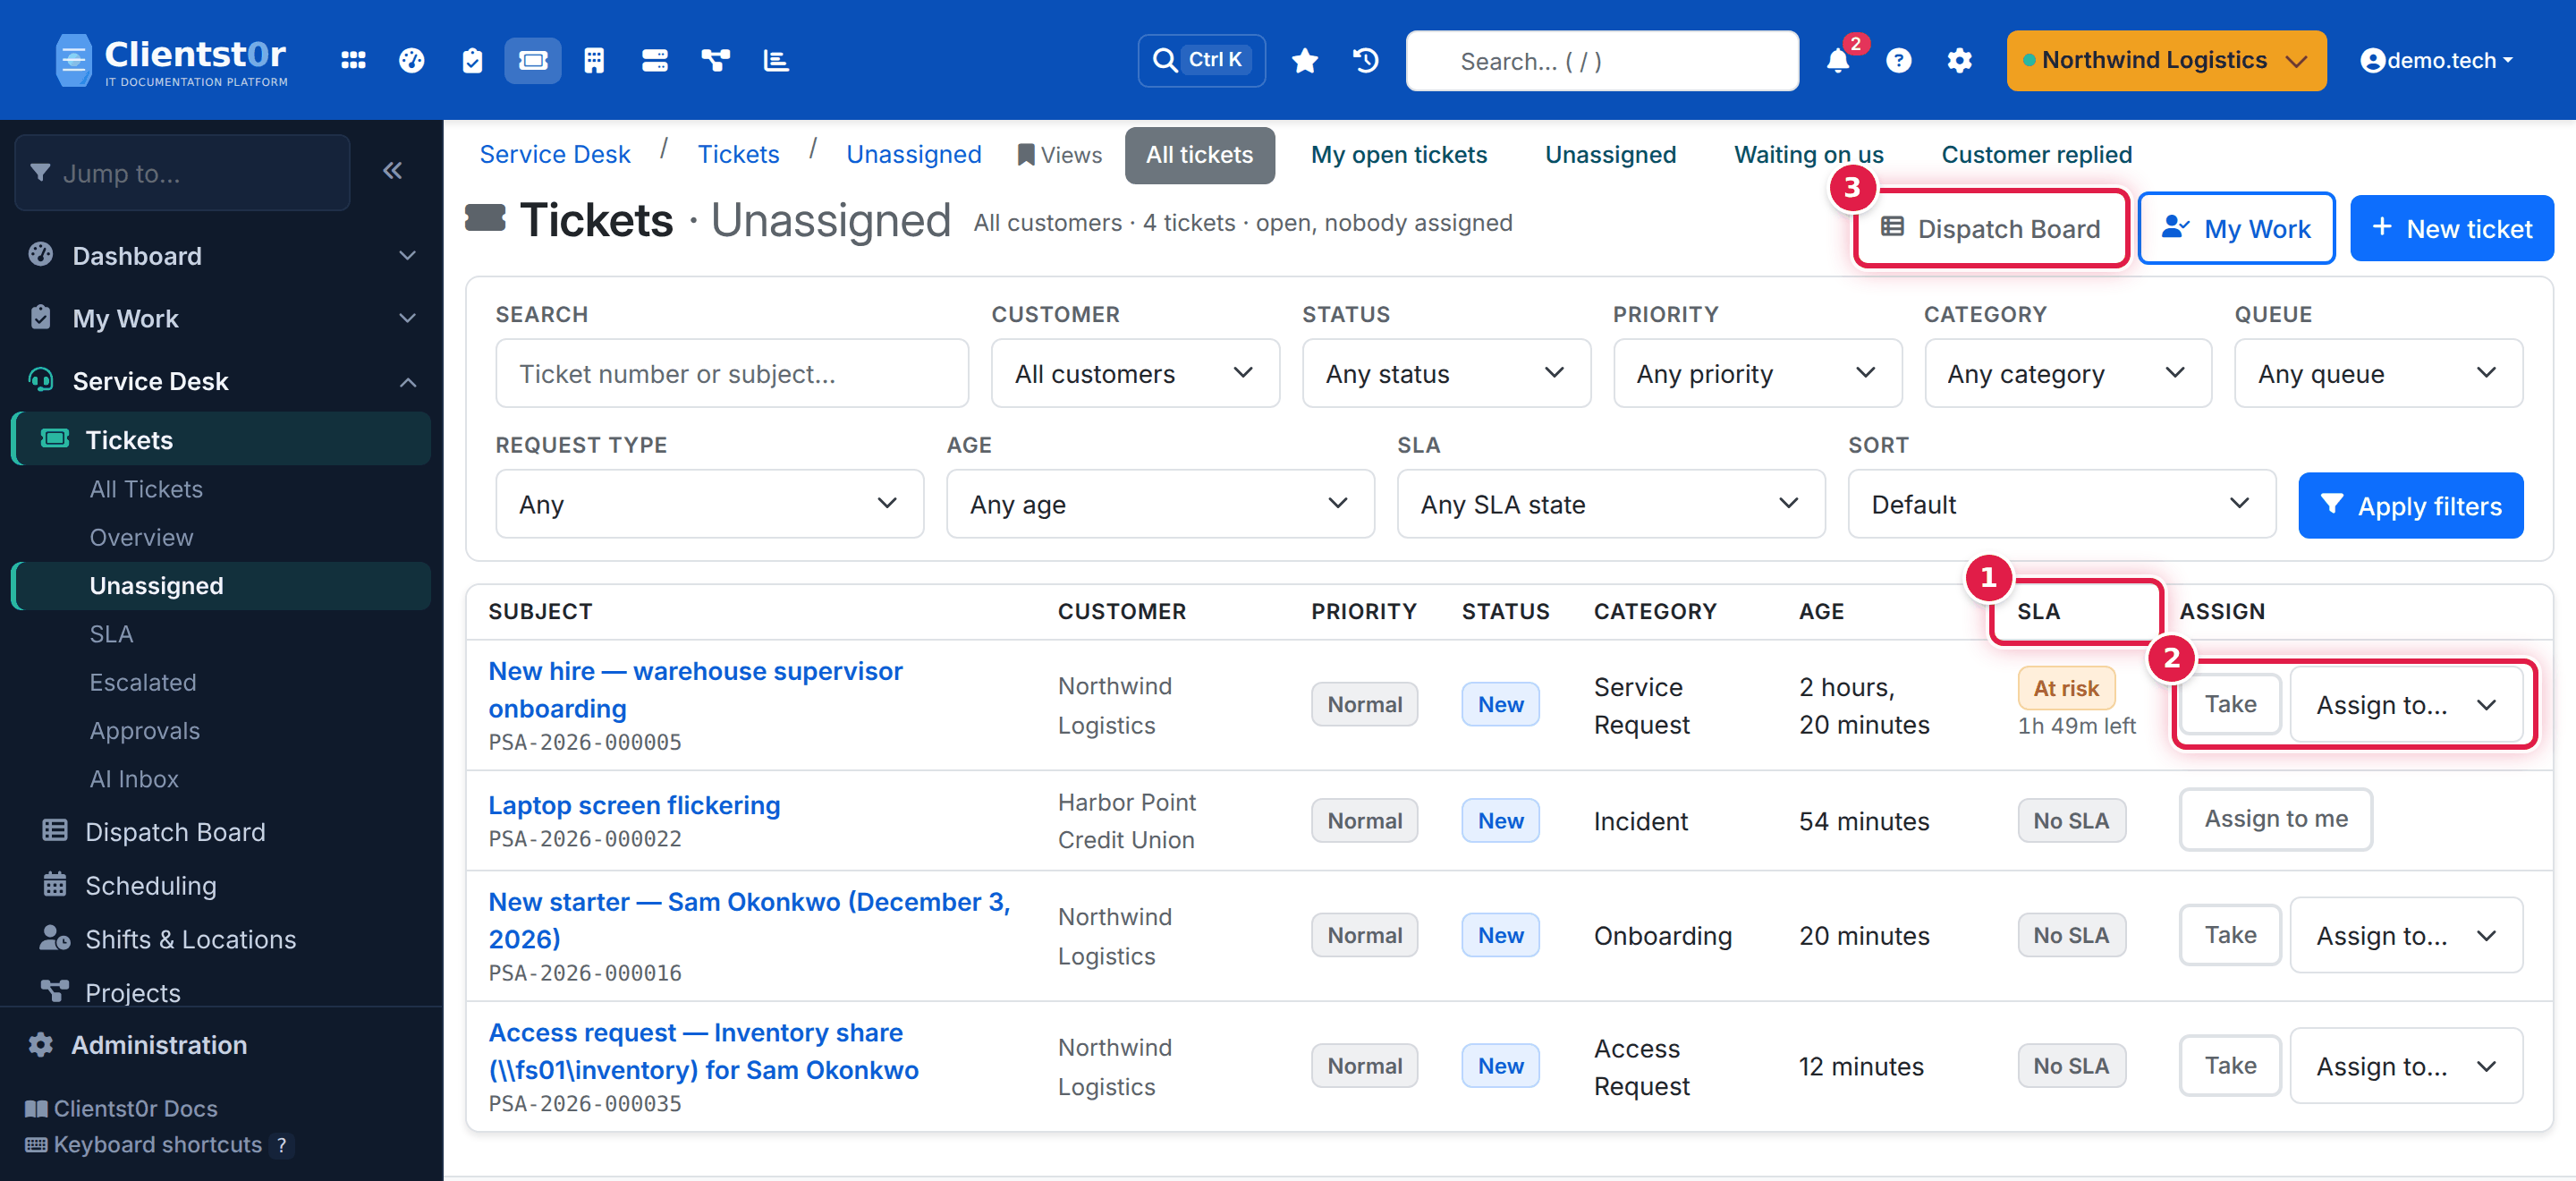 Clientst0r
IT DOCUMENTATION PLATFORM
Ctrl K
Search... ( / )
2
?
Northwind Logistics
demo.tech
Jump to...
Dashboard
My Work
Service Desk
Tickets
All Tickets
Overview
Unassigned
SLA
Escalated
Approvals
AI Inbox
Dispatch Board
Scheduling
Shifts & Locations
Projects
Administration
Clientst0r Docs
Keyboard shortcuts ?
Service Desk / Tickets / Unassigned Views All tickets My open tickets Unassigned Waiting on us Customer replied
Tickets · Unassigned All customers · 4 tickets · open, nobody assigned
3
Dispatch Board
My Work
+ New ticket
SEARCH CUSTOMER STATUS PRIORITY CATEGORY QUEUE
Ticket number or subject... All customers Any status Any priority Any category Any queue
REQUEST TYPE AGE SLA SORT
Any Any age Any SLA state Default Apply filters
1
SUBJECT CUSTOMER PRIORITY STATUS CATEGORY AGE SLA ASSIGN
2
New hire — warehouse supervisor
onboarding
PSA-2026-000005
Northwind
Logistics
Normal
New
Service
Request
2 hours,
20 minutes
At risk
1h 49m left
Take
Assign to...
Laptop screen flickering
PSA-2026-000022
Harbor Point
Credit Union
Normal
New
Incident
54 minutes
No SLA
Assign to me
New starter — Sam Okonkwo (December 3,
2026)
PSA-2026-000016
Northwind
Logistics
Normal
New
Onboarding
20 minutes
No SLA
Take
Assign to...
Access request — Inventory share
(\\fs01\inventory) for Sam Okonkwo
PSA-2026-000035
Northwind
Logistics
Normal
New
Access
Request
12 minutes
No SLA
Take
Assign to...